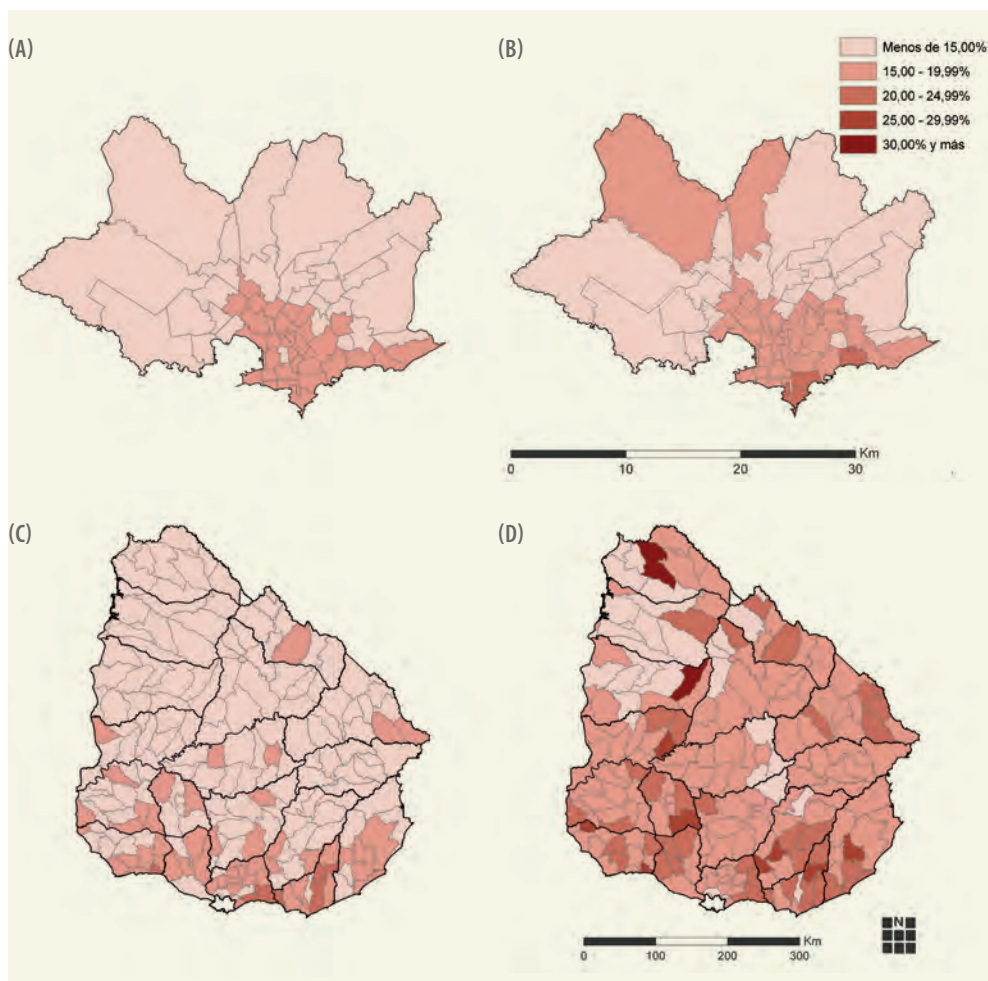 (A)
(B)
Menos de 15,00%
15,00 - 19,99%
20,00 - 24,99%
25,00 - 29,99%
30,00% y más
Km
0 10 20 30
(C)
(D)
N
Km
0 100 200 300